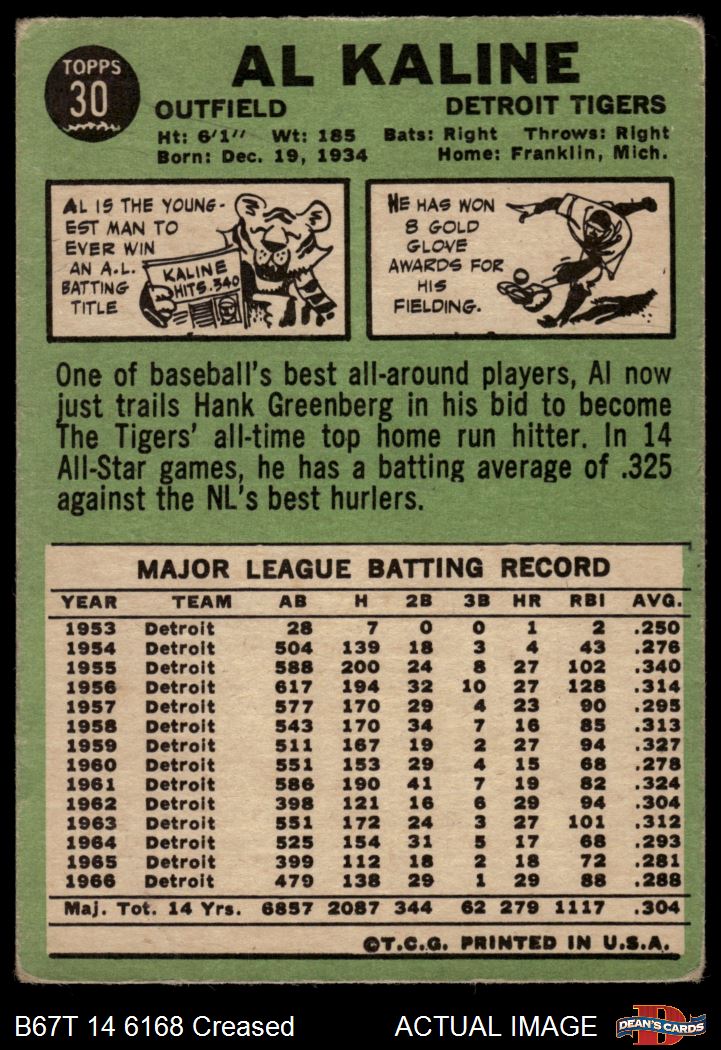 TOPPS
30
AL KALINE
OUTFIELD DETROIT TIGERS
Ht: 6'1" Wt: 185 Bats: Right Throws: Right
Born: Dec. 19, 1934 Home: Franklin, Mich.
AL IS THE YOUNG-
EST MAN TO
EVER WIN
AN A.L.
BATTING
TITLE
KALINE
HITS .340
HE HAS WON
8 GOLD
GLOVE
AWARDS FOR
HIS
FIELDING.
One of baseball's best all-around players, Al now
just trails Hank Greenberg in his bid to become
The Tigers' all-time top home run hitter. In 14
All-Star games, he has a batting average of .325
against the NL's best hurlers.
MAJOR LEAGUE BATTING RECORD
YEAR TEAM AB H 2B 3B HR RBI AVG.
1953 Detroit 28 7 0 0 1 2 .250
1954 Detroit 504 139 18 3 4 43 .276
1955 Detroit 588 200 24 8 27 102 .340
1956 Detroit 617 194 32 10 27 128 .314
1957 Detroit 577 170 29 4 23 90 .295
1958 Detroit 543 170 34 7 16 85 .313
1959 Detroit 511 167 19 2 27 94 .327
1960 Detroit 551 153 29 4 15 68 .278
1961 Detroit 586 190 41 7 19 82 .324
1962 Detroit 398 121 16 6 29 94 .304
1963 Detroit 551 172 24 3 27 101 .312
1964 Detroit 525 154 31 5 17 68 .293
1965 Detroit 399 112 18 2 18 72 .281
1966 Detroit 479 138 29 1 29 88 .288
Maj. Tot. 14 Yrs. 6857 2087 344 62 279 1117 .304
©T.C.G. PRINTED IN U.S.A.
B67T 14 6168 Creased ACTUAL IMAGE
D
DEAN'S CARDS